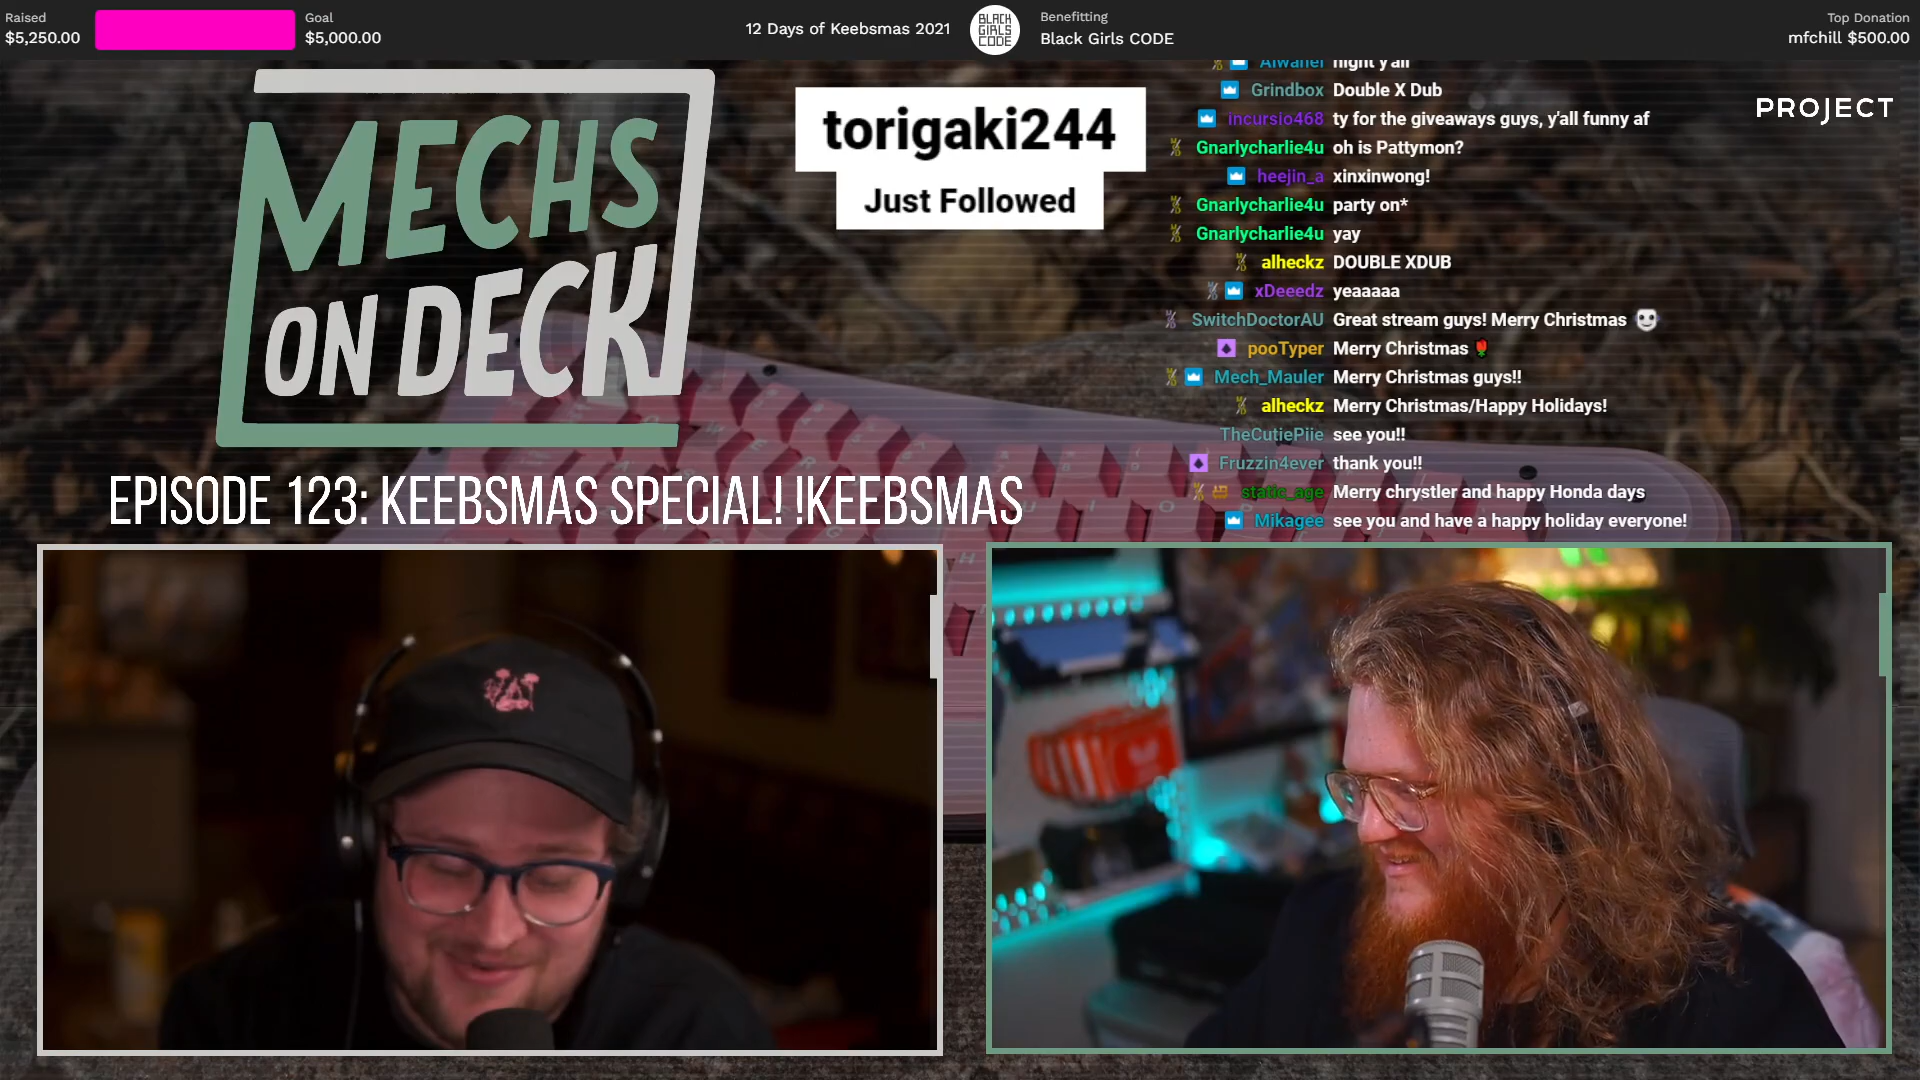 Raised
$5,250.00
Goal
$5,000.00
12 Days of Keebsmas 2021
BLACK
GIRLS
CODE
Benefitting
Black Girls CODE
Top Donation
mfchill $500.00
MECHS
ON DECK
EPISODE 123: KEEBSMAS SPECIAL! !KEEBSMAS
torigaki244
Just Followed
PROJECT
night y'all
Grindbox Double X Dub
incursio468 ty for the giveaways guys, y'all funny af
Gnarlycharlie4u oh is Pattymon?
heejin_a xinxinwong!
Gnarlycharlie4u party on*
Gnarlycharlie4u yay
alheckz DOUBLE XDUB
xDeeedz yeaaaaa
SwitchDoctorAU Great stream guys! Merry Christmas
pooTyper Merry Christmas
Mech_Mauler Merry Christmas guys!!
alheckz Merry Christmas/Happy Holidays!
TheCutiePiie see you!!
Fruzzin4ever thank you!!
static_age Merry chrystler and happy Honda days
Mikagee see you and have a happy holiday everyone!